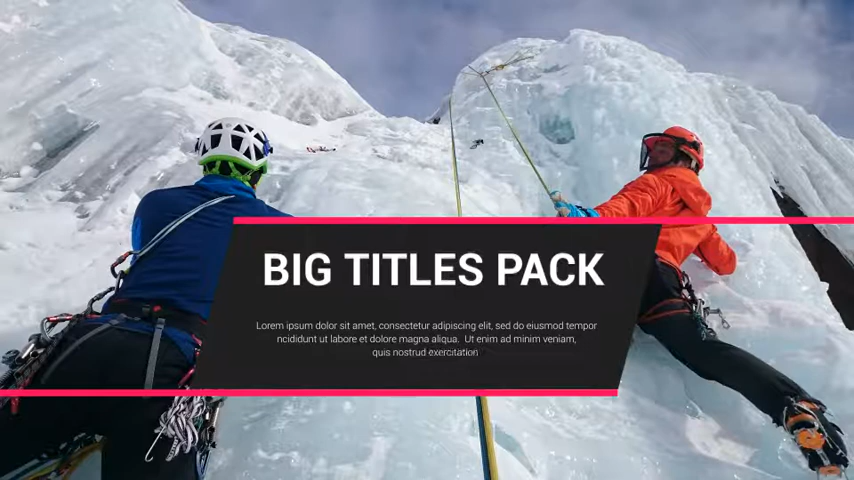 BIG TITLES PACK
Lorem ipsum dolor sit amet, consectetur adipiscing elit, sed do eiusmod tempor
ncididunt ut labore et dolore magna aliqua. Ut enim ad minim veniam,
quis nostrud exercitation